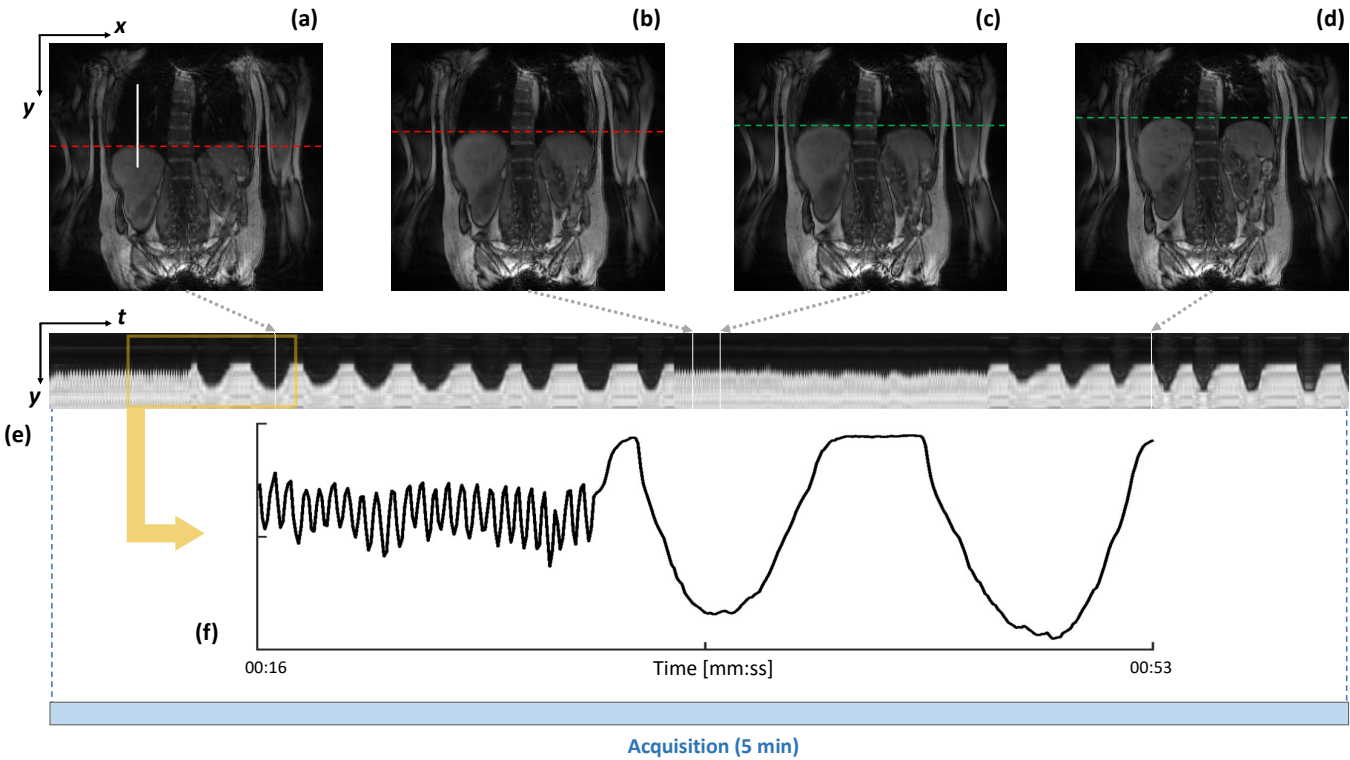 (a)
(b)
(c)
(d)
x
y
t
y
(e)
(f)
00:16
Time [mm:ss]
00:53
Acquisition (5 min)